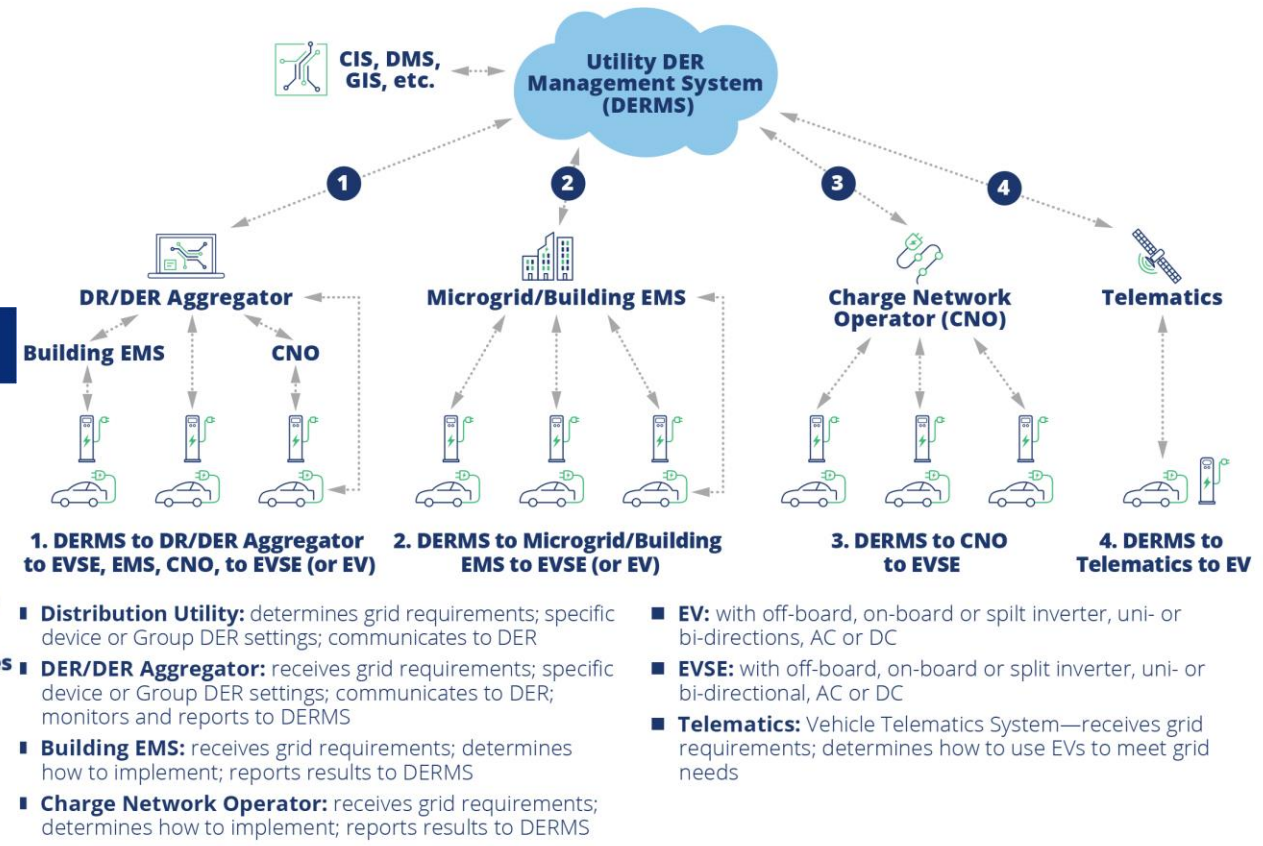 CIS, DMS,
GIS, etc.
Utility DER
Management System
(DERMS)
1
2
3
4
DR/DER Aggregator
Microgrid/Building EMS
Charge Network
Operator (CNO)
Telematics
Building EMS
CNO
1. DERMS to DR/DER Aggregator
to EVSE, EMS, CNO, to EVSE (or EV)
2. DERMS to Microgrid/Building
EMS to EVSE (or EV)
3. DERMS to CNO
to EVSE
4. DERMS to
Telematics to EV
Distribution Utility: determines grid requirements; specific
device or Group DER settings; communicates to DER
DER/DER Aggregator: receives grid requirements; specific
device or Group DER settings; communicates to DER;
monitors and reports to DERMS
Building EMS: receives grid requirements; determines
how to implement; reports results to DERMS
Charge Network Operator: receives grid requirements;
determines how to implement; reports results to DERMS
EV: with off-board, on-board or spilt inverter, uni- or
bi-directions, AC or DC
EVSE: with off-board, on-board or split inverter, uni- or
bi-directional, AC or DC
Telematics: Vehicle Telematics System—receives grid
requirements; determines how to use EVs to meet grid
needs